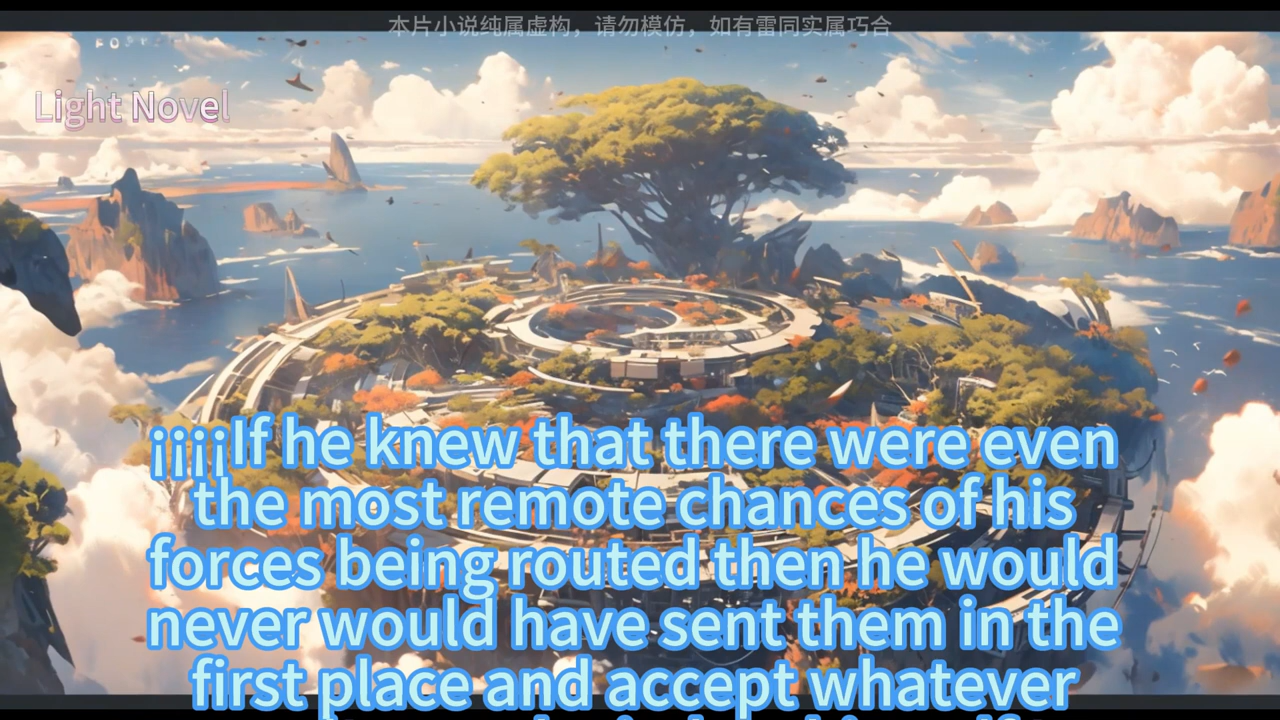 本片小说纯属虚构，请勿模仿，如有雷同实属巧合
Light Novel
¡¡¡¡If he knew that there were even
the most remote chances of his
forces being routed then he would
never would have sent them in the
first place and accept whatever